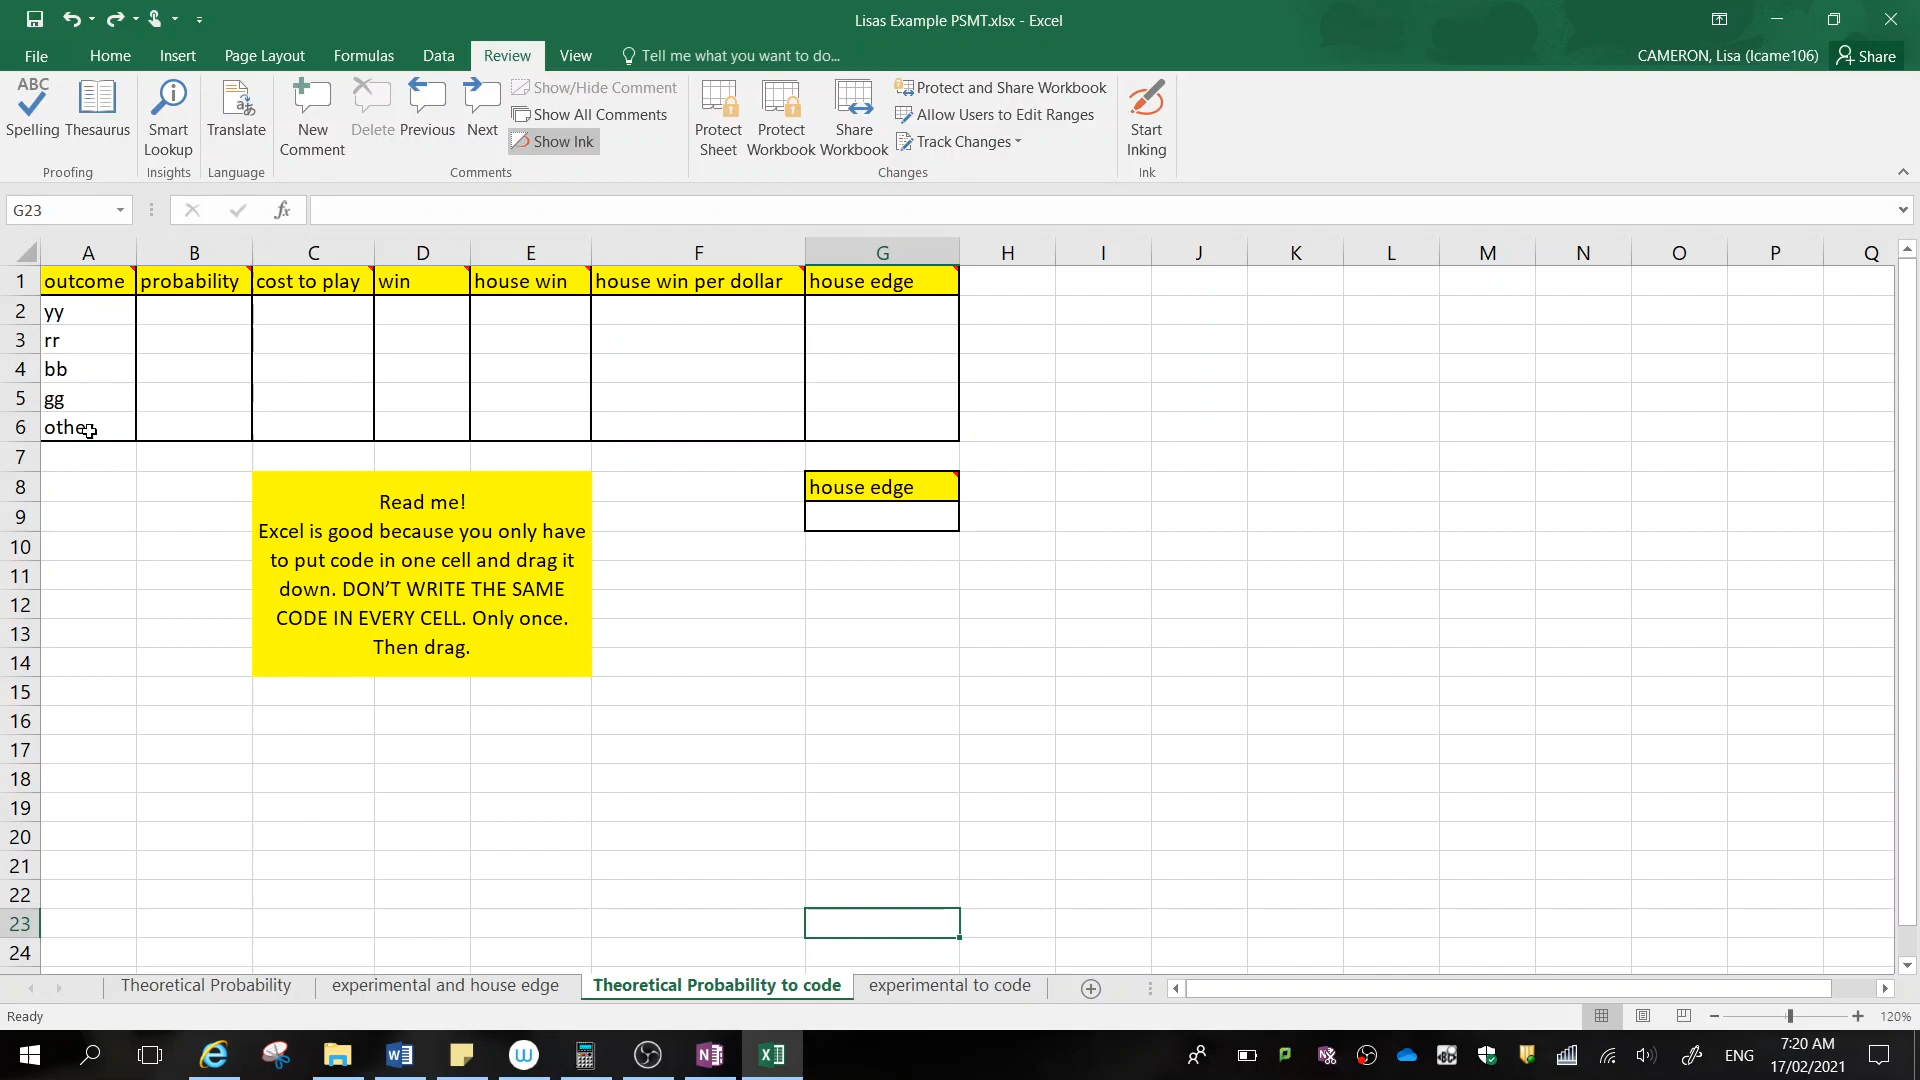 Lisas Example PSMT.xlsx - Excel
File Home Insert Page Layout Formulas Data Review View Tell me what you want to do... CAMERON, Lisa (lcame106) Share
ABC
Spelling Thesaurus Smart Lookup Translate New Comment Delete Previous Next
Show/Hide Comment
Show All Comments
Show Ink
Protect Sheet Protect Workbook Share Workbook
Protect and Share Workbook
Allow Users to Edit Ranges
Track Changes
Start Inking
Proofing Insights Language Comments Changes Ink
G23 fx
A B C D E F G H I J K L M N O P Q
1 outcome probability cost to play win house win house win per dollar house edge
2 yy
3 rr
4 bb
5 gg
6 othe
7
8 house edge
9
Read me!
Excel is good because you only have
to put code in one cell and drag it
down. DON'T WRITE THE SAME
CODE IN EVERY CELL. Only once.
Then drag.
10
11
12
13
14
15
16
17
18
19
20
21
22
23
24
Theoretical Probability experimental and house edge Theoretical Probability to code experimental to code
Ready 120%
ENG 7:20 AM
17/02/2021